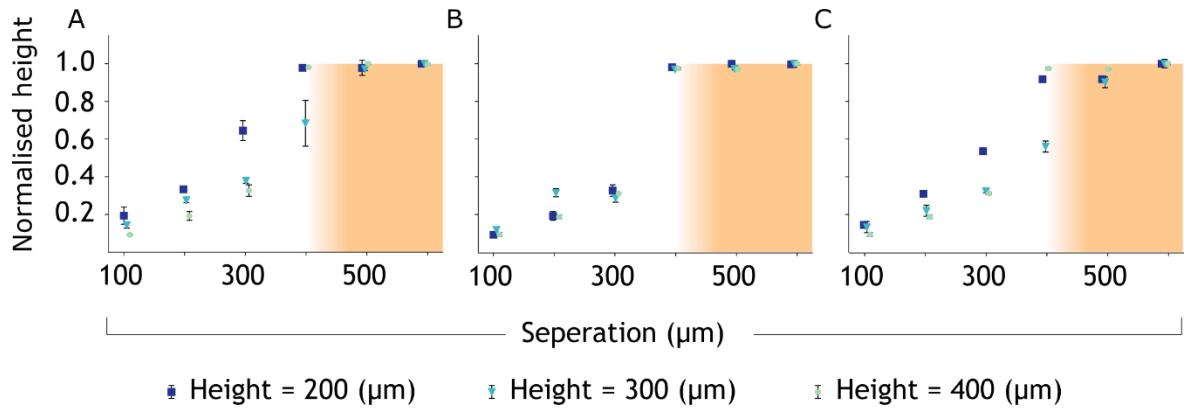 A B C
Normalised height
1.0
0.8
0.6
0.4
0.2
100 300 500 100 300 500 100 300 500
Seperation (μm)
Height = 200 (μm) Height = 300 (μm) Height = 400 (μm)